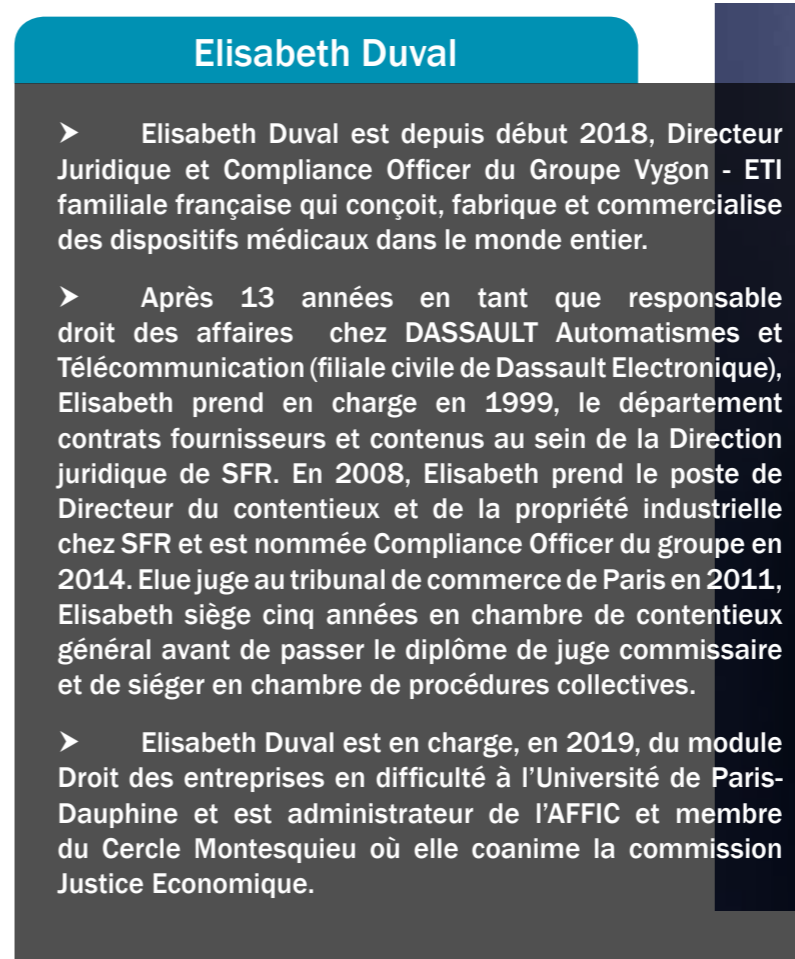 Elisabeth Duval
➤ Elisabeth Duval est depuis début 2018, Directeur
Juridique et Compliance Officer du Groupe Vygon - ETI
familiale française qui conçoit, fabrique et commercialise
des dispositifs médicaux dans le monde entier.
➤ Après 13 années en tant que responsable
droit des affaires chez DASSAULT Automatismes et
Télécommunication (filiale civile de Dassault Electronique),
Elisabeth prend en charge en 1999, le département
contrats fournisseurs et contenus au sein de la Direction
juridique de SFR. En 2008, Elisabeth prend le poste de
Directeur du contentieux et de la propriété industrielle
chez SFR et est nommée Compliance Officer du groupe en
2014. Elue juge au tribunal de commerce de Paris en 2011,
Elisabeth siège cinq années en chambre de contentieux
général avant de passer le diplôme de juge commissaire
et de siéger en chambre de procédures collectives.
➤ Elisabeth Duval est en charge, en 2019, du module
Droit des entreprises en difficulté à l’Université de Paris-
Dauphine et est administrateur de l’AFFIC et membre
du Cercle Montesquieu où elle coanime la commission
Justice Economique.